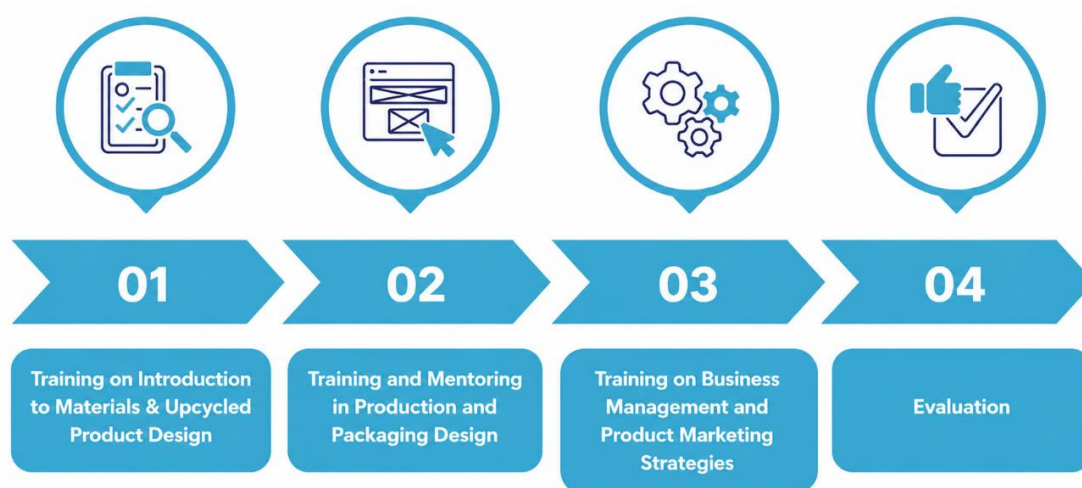 01
02
03
04
Training on Introduction
to Materials & Upcycled
Product Design
Training and Mentoring
in Production and
Packaging Design
Training on Business
Management and
Product Marketing
Strategies
Evaluation